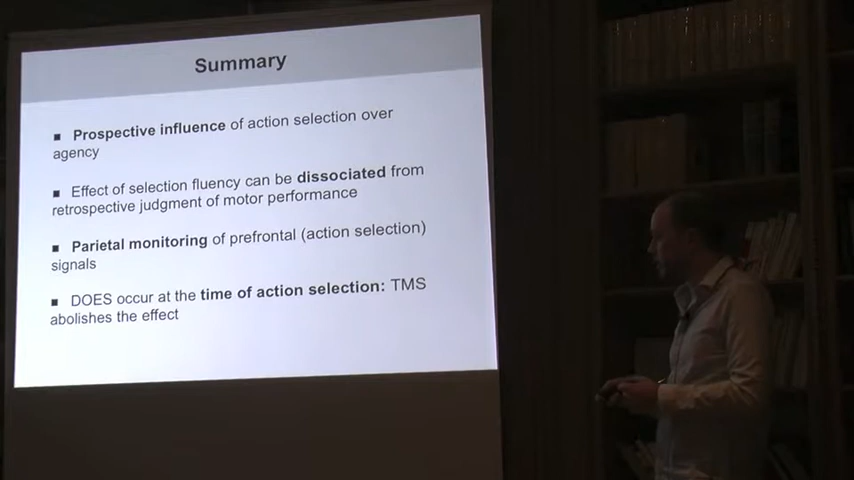 Summary
▪ Prospective influence of action selection over
agency
▪ Effect of selection fluency can be dissociated from
retrospective judgment of motor performance
▪ Parietal monitoring of prefrontal (action selection)
signals
▪ DOES occur at the time of action selection: TMS
abolishes the effect